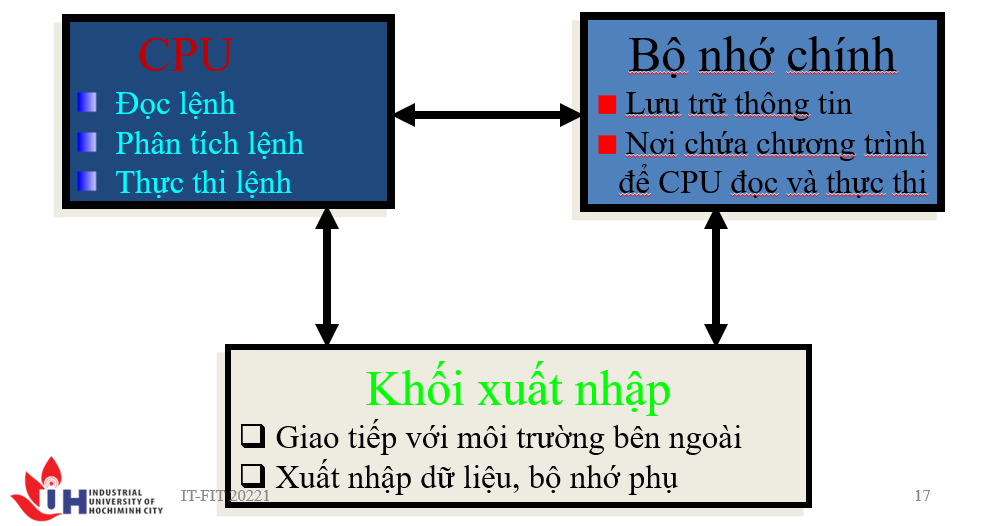 CPU
Đọc lệnh
Phân tích lệnh
Thực thi lệnh
Bộ nhớ chính
Lưu trữ thông tin
Nơi chứa chương trình
để CPU đọc và thực thi
Khối xuất nhập
Giao tiếp với môi trường bên ngoài
Xuất nhập dữ liệu, bộ nhớ phụ
IUH
INDUSTRIAL
UNIVERSITY OF
HOCHIMINH CITY
IT-FIT 20221
17